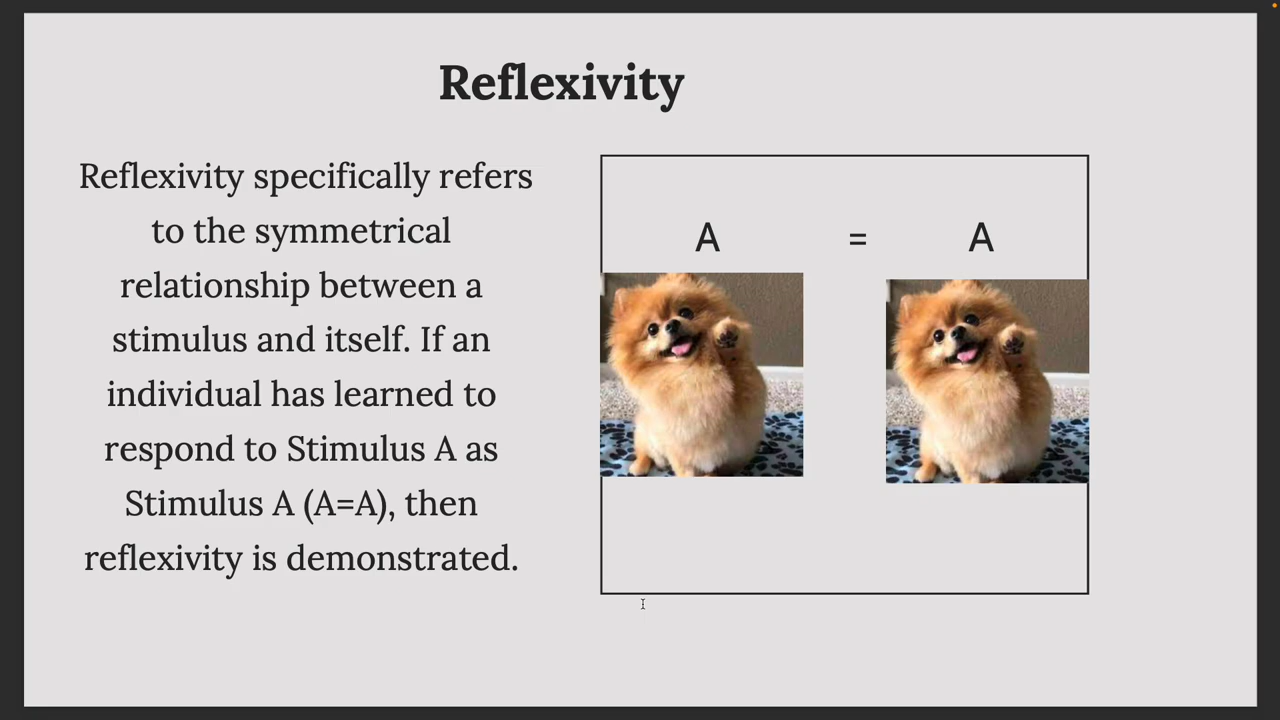 Reflexivity
Reflexivity specifically refers
to the symmetrical
relationship between a
stimulus and itself. If an
individual has learned to
respond to Stimulus A as
Stimulus A (A=A), then
reflexivity is demonstrated.
A = A